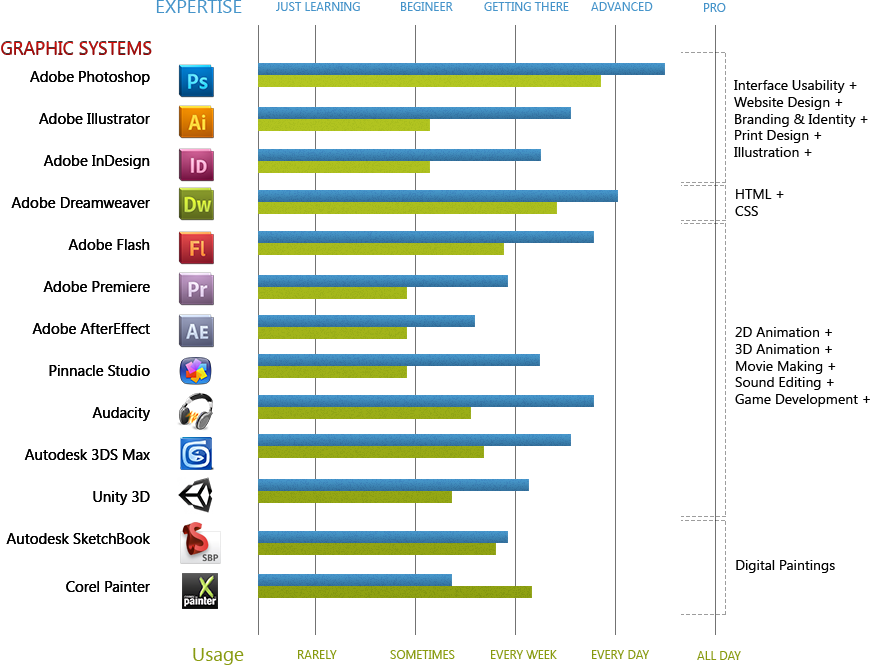 EXPERTISE JUST LEARNING BEGINEER GETTING THERE ADVANCED PRO
GRAPHIC SYSTEMS
Adobe Photoshop Ps
Adobe Illustrator Ai
Adobe InDesign ID
Adobe Dreamweaver Dw
Adobe Flash Fl
Adobe Premiere Pr
Adobe AfterEffect AE
Pinnacle Studio
Audacity
Autodesk 3DS Max
Unity 3D
Autodesk SketchBook SBP
Corel Painter X painter
Interface Usability +
Website Design +
Branding & Identity +
Print Design +
Illustration +
HTML +
CSS
2D Animation +
3D Animation +
Movie Making +
Sound Editing +
Game Development +
Digital Paintings
Usage RARELY SOMETIMES EVERY WEEK EVERY DAY ALL DAY